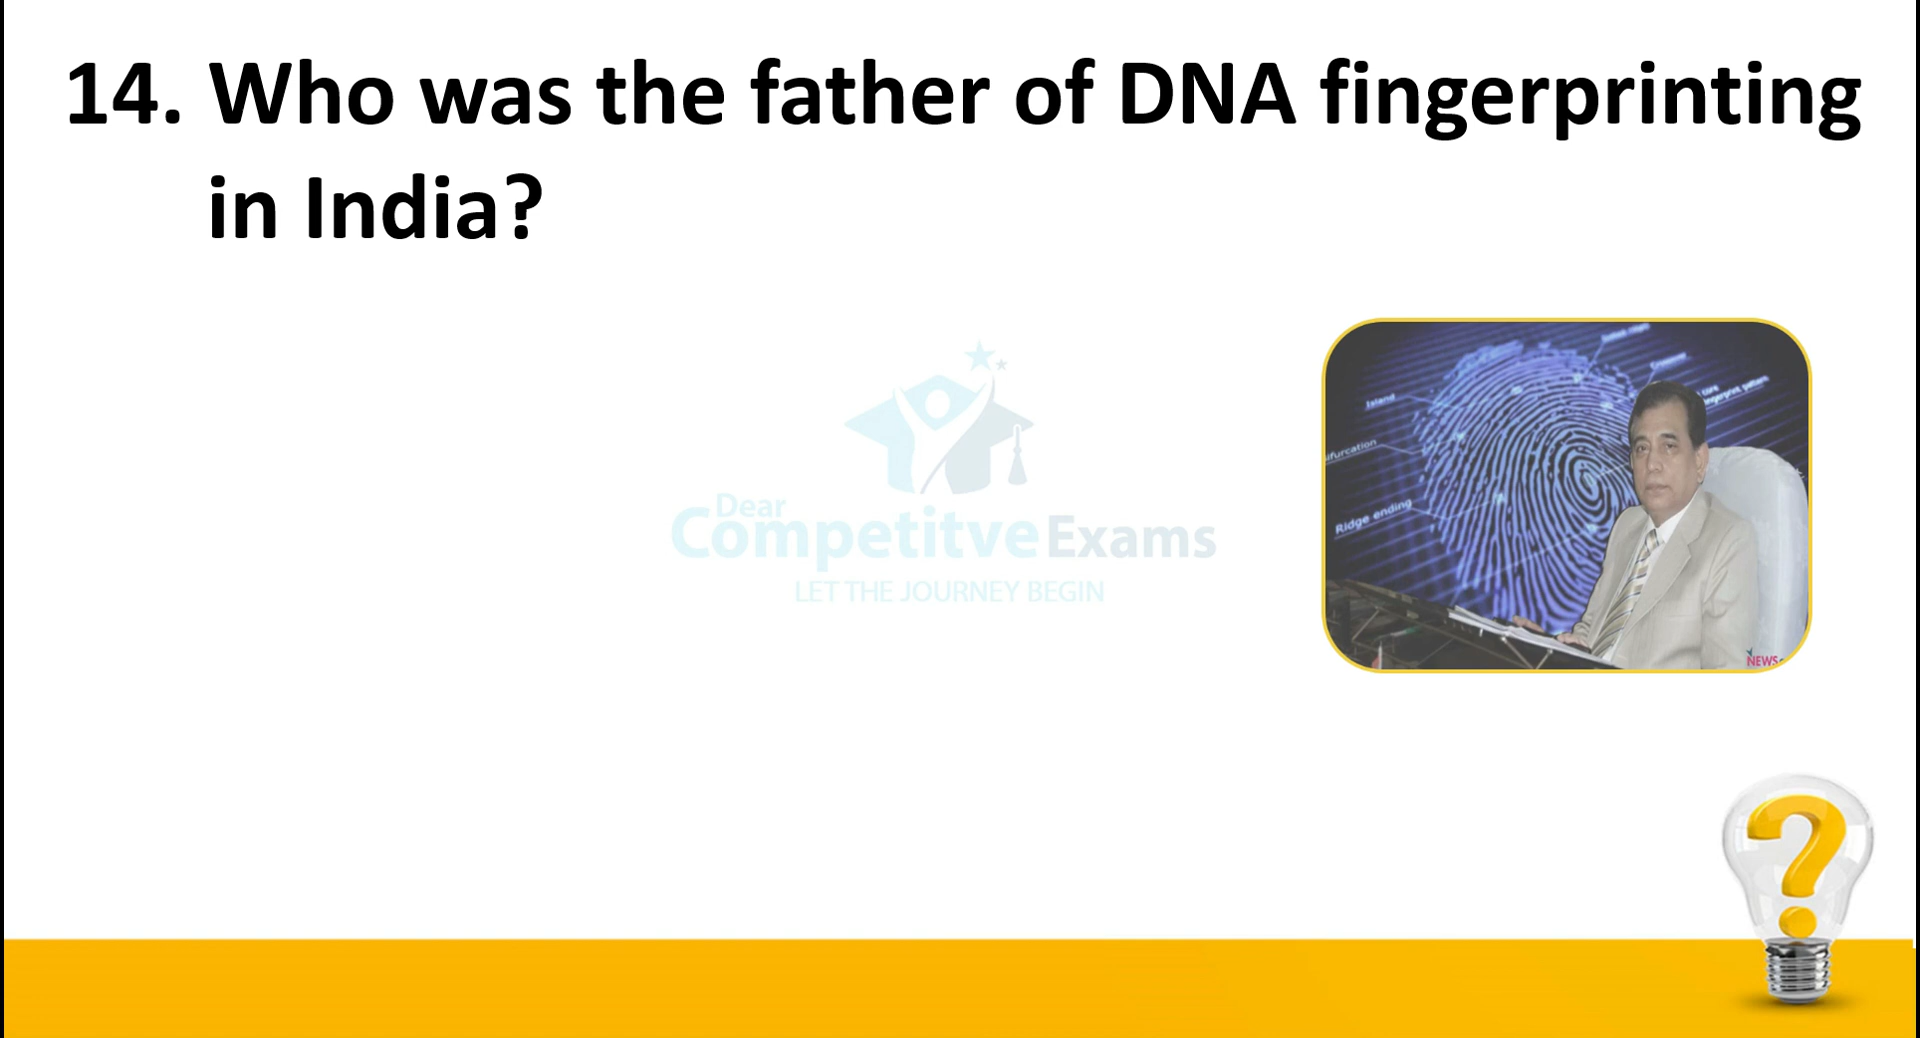 14. Who was the father of DNA fingerprinting
in India?
Dear
Competitve Exams
LET THE JOURNEY BEGIN
Island
Ridge ending
NEWS